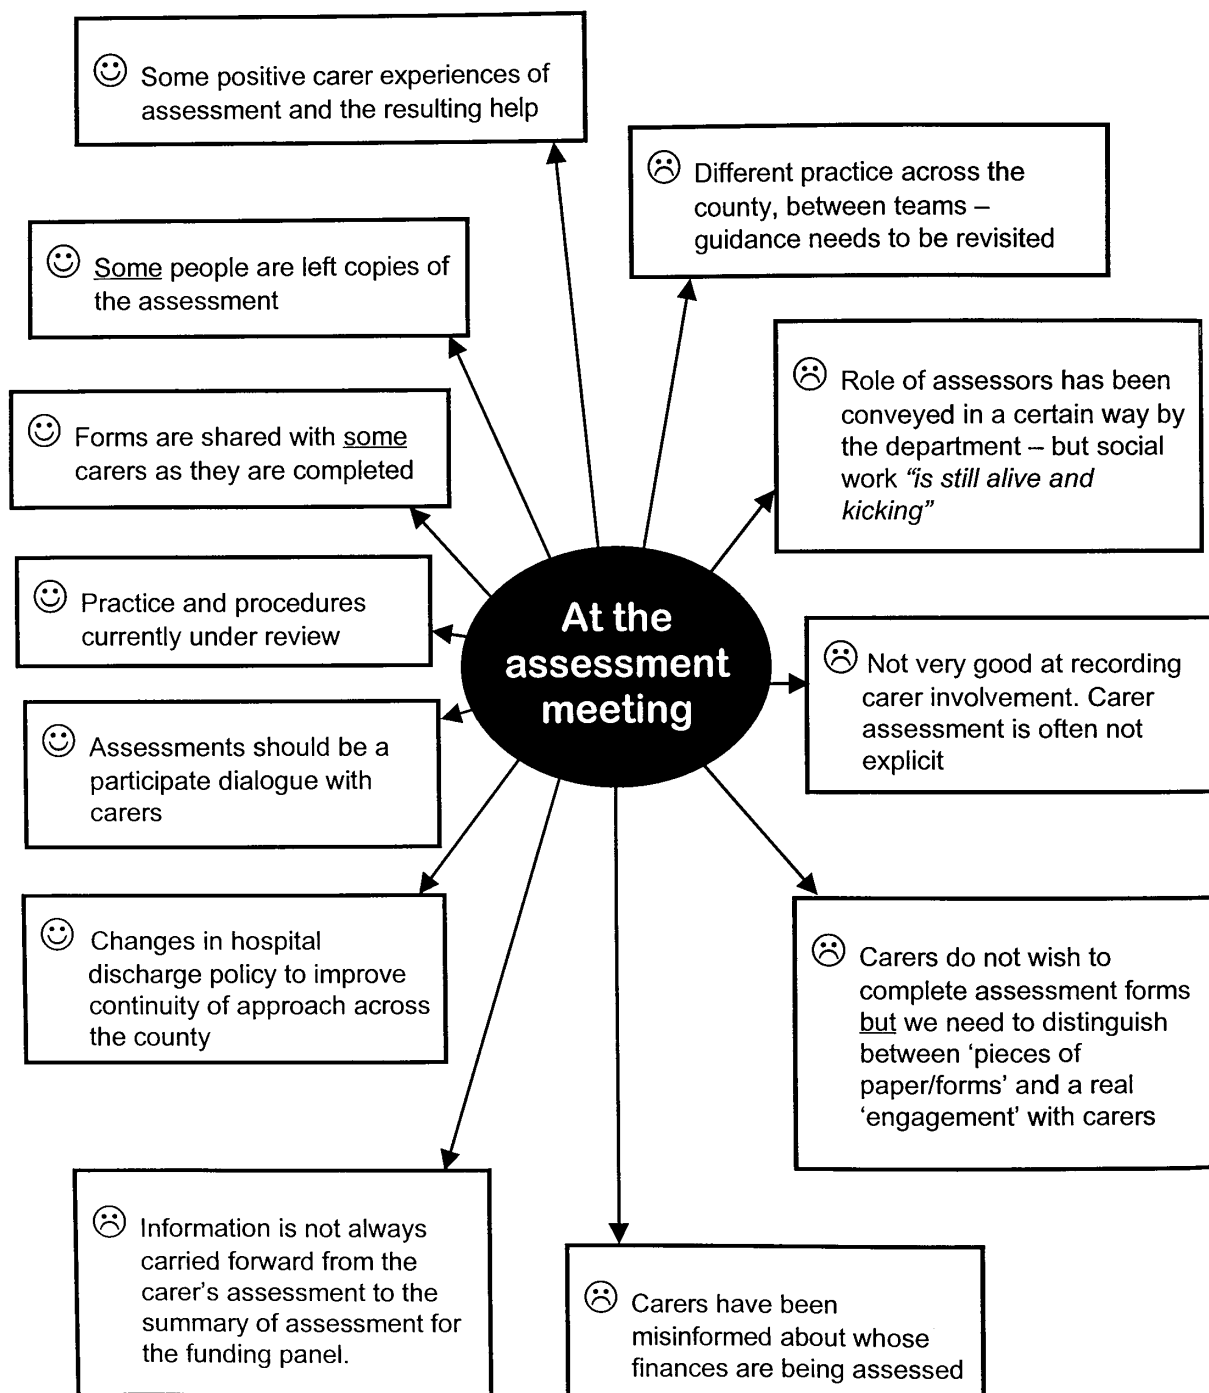 Some positive carer experiences of
assessment and the resulting help
Different practice across the
county, between teams –
guidance needs to be revisited
Some people are left copies of
the assessment
Role of assessors has been
conveyed in a certain way by
the department – but social
work “is still alive and
kicking”
Forms are shared with some
carers as they are completed
Practice and procedures
currently under review
At the
assessment
meeting
Not very good at recording
carer involvement. Carer
assessment is often not
explicit
Assessments should be a
participate dialogue with
carers
Changes in hospital
discharge policy to improve
continuity of approach across
the county
Carers do not wish to
complete assessment forms
but we need to distinguish
between ‘pieces of
paper/forms’ and a real
‘engagement’ with carers
Information is not always
carried forward from the
carer’s assessment to the
summary of assessment for
the funding panel.
Carers have been
misinformed about whose
finances are being assessed